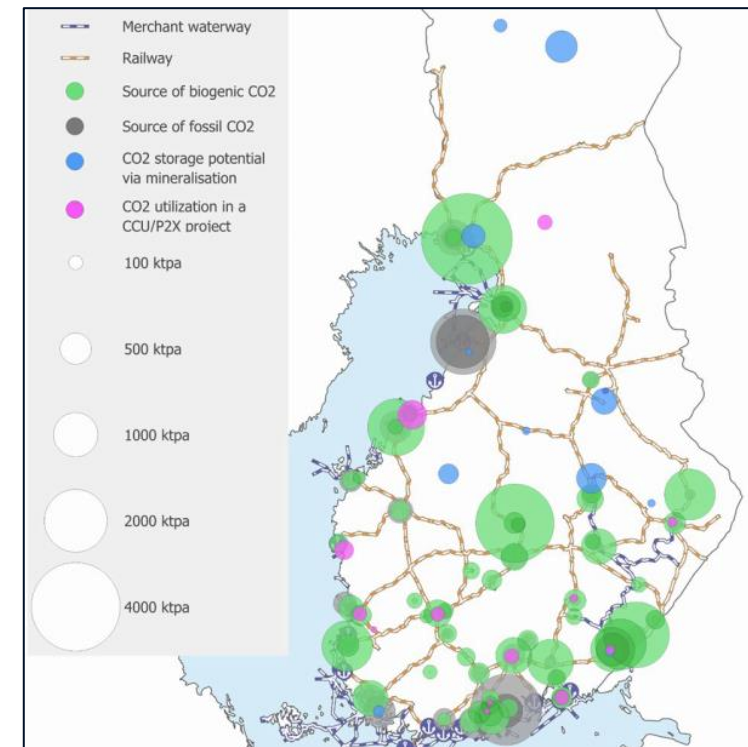 Merchant waterway
Railway
Source of biogenic CO2
Source of fossil CO2
CO2 storage potential
via mineralisation
CO2 utilization in a
CCU/P2X project
100 ktpa
500 ktpa
1000 ktpa
2000 ktpa
4000 ktpa